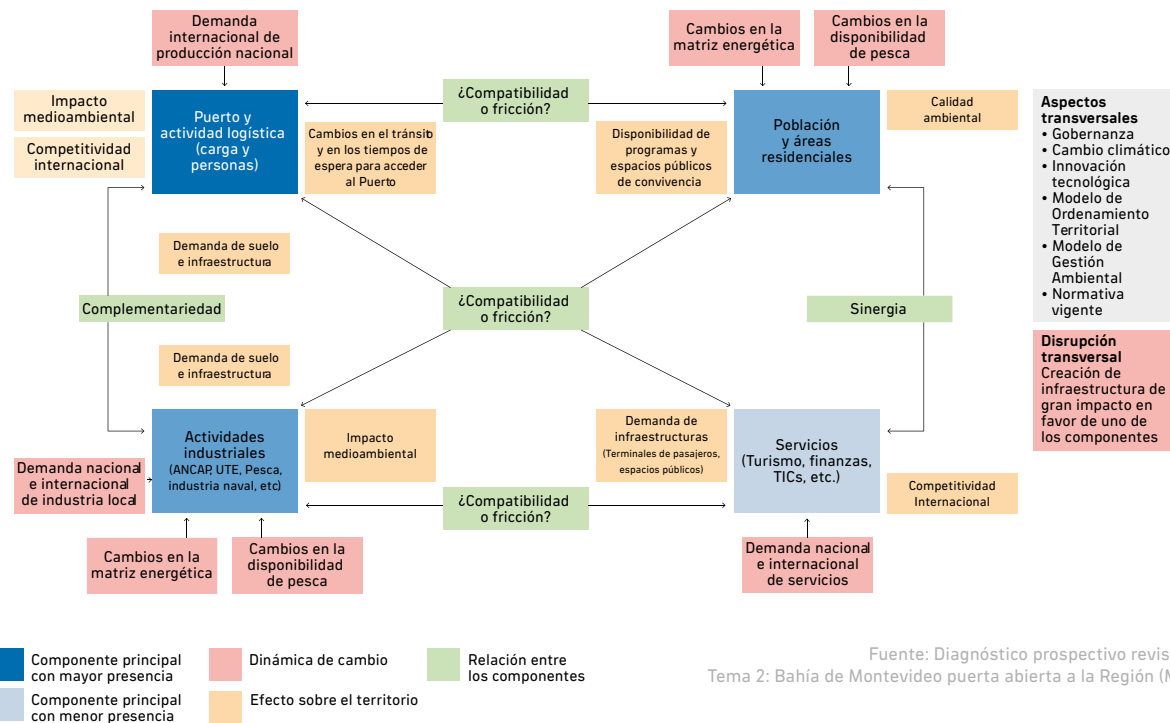 Demanda
internacional de
producción nacional
Cambios en la
matriz energética
Cambios en la
disponibilidad
de pesca
Impacto
medioambiental
Competitividad
internacional
Puerto y
actividad logística
(carga y
personas)
Cambios en el tránsito
y en los tiempos de
espera para acceder
al Puerto
¿Compatibilidad
o fricción?
Disponibilidad de
programas y
espacios públicos
de convivencia
Población
y áreas
residenciales
Calidad
ambiental
Aspectos
transversales
• Gobernanza
• Cambio climático
• Innovación
tecnológica
• Modelo de
Ordenamiento
Territorial
• Modelo de
Gestión
Ambiental
• Normativa
vigente
Demanda de suelo
e infraestructura
Complementariedad
¿Compatibilidad
o fricción?
Sinergia
Demanda de suelo
e infraestructura
Disrupción
transversal
Creación de
infraestructura de
gran impacto en
favor de uno de
los componentes
Actividades
industriales
(ANCAP, UTE, Pesca,
industria naval, etc)
Impacto
medioambiental
Demanda de
infraestructuras
(Terminales de pasajeros,
espacios públicos)
Servicios
(Turismo, finanzas,
TICs, etc.)
Demanda nacional
e internacional
de industria local
¿Compatibilidad
o fricción?
Competitividad
Internacional
Cambios en la
matriz energética
Cambios en la
disponibilidad
de pesca
Demanda nacional
e internacional
de servicios
Componente principal
con mayor presencia
Dinámica de cambio
Relación entre
los componentes
Componente principal
con menor presencia
Efecto sobre el territorio
Fuente: Diagnóstico prospectivo revis
Tema 2: Bahía de Montevideo puerta abierta a la Región (M